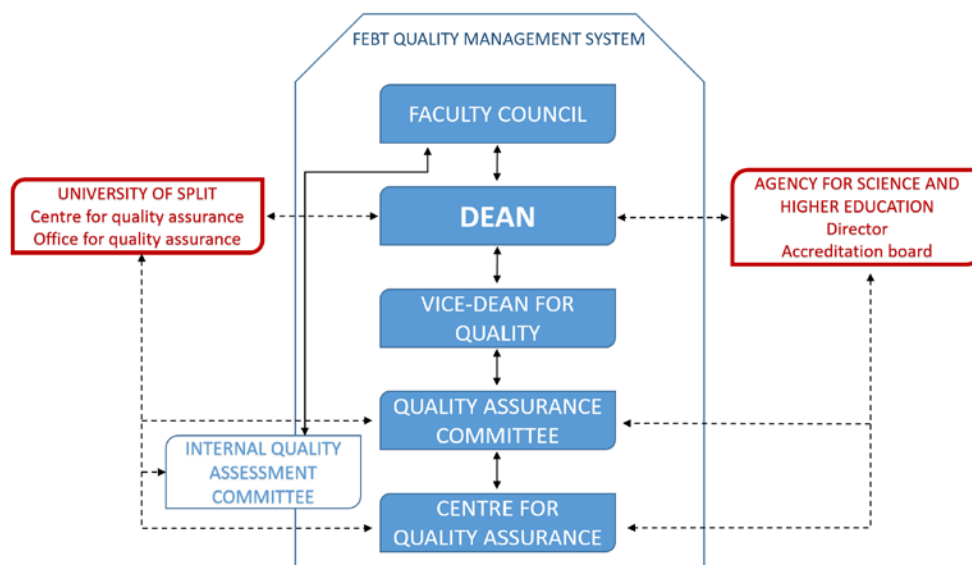 FEBT QUALITY MANAGEMENT SYSTEM
FACULTY COUNCIL
UNIVERSITY OF SPLIT
Centre for quality assurance
Office for quality assurance
DEAN
AGENCY FOR SCIENCE AND
HIGHER EDUCATION
Director
Accreditation board
VICE-DEAN FOR
QUALITY
QUALITY ASSURANCE
COMMITTEE
INTERNAL QUALITY
ASSESSMENT
COMMITTEE
CENTRE FOR
QUALITY ASSURANCE